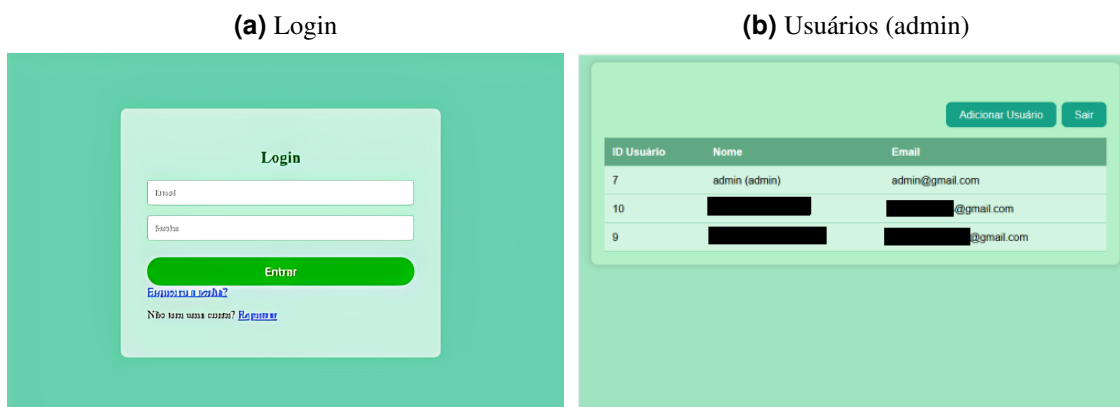 (a) Login
(b) Usuários (admin)
Login
Email
Senha
Entrar
Esqueceu a senha?
Não tem uma conta? Registrar
Adicionar Usuário Sair
ID Usuário Nome Email
7 admin (admin) admin@gmail.com
10 @gmail.com
9 @gmail.com